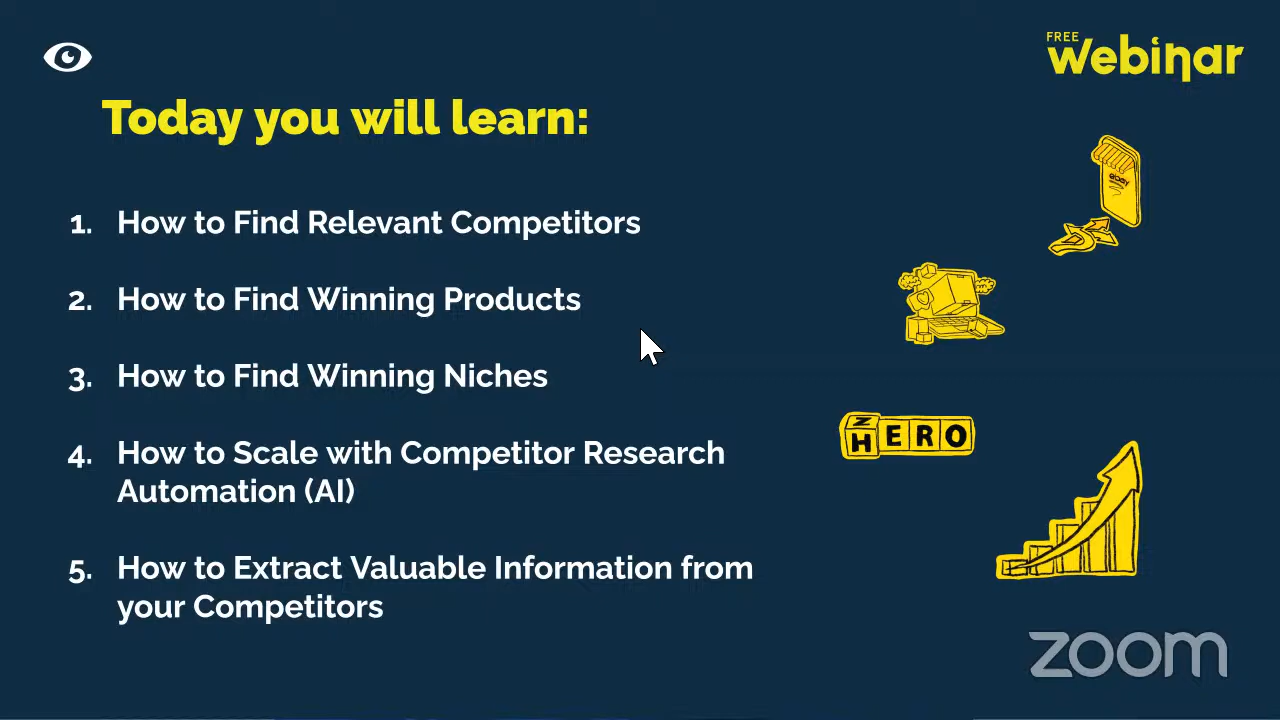 FREE
webinar
Today you will learn:
ebay
1. How to Find Relevant Competitors
2. How to Find Winning Products
3. How to Find Winning Niches
Z
HERO
4. How to Scale with Competitor Research
Automation (AI)
5. How to Extract Valuable Information from
your Competitors
zoom